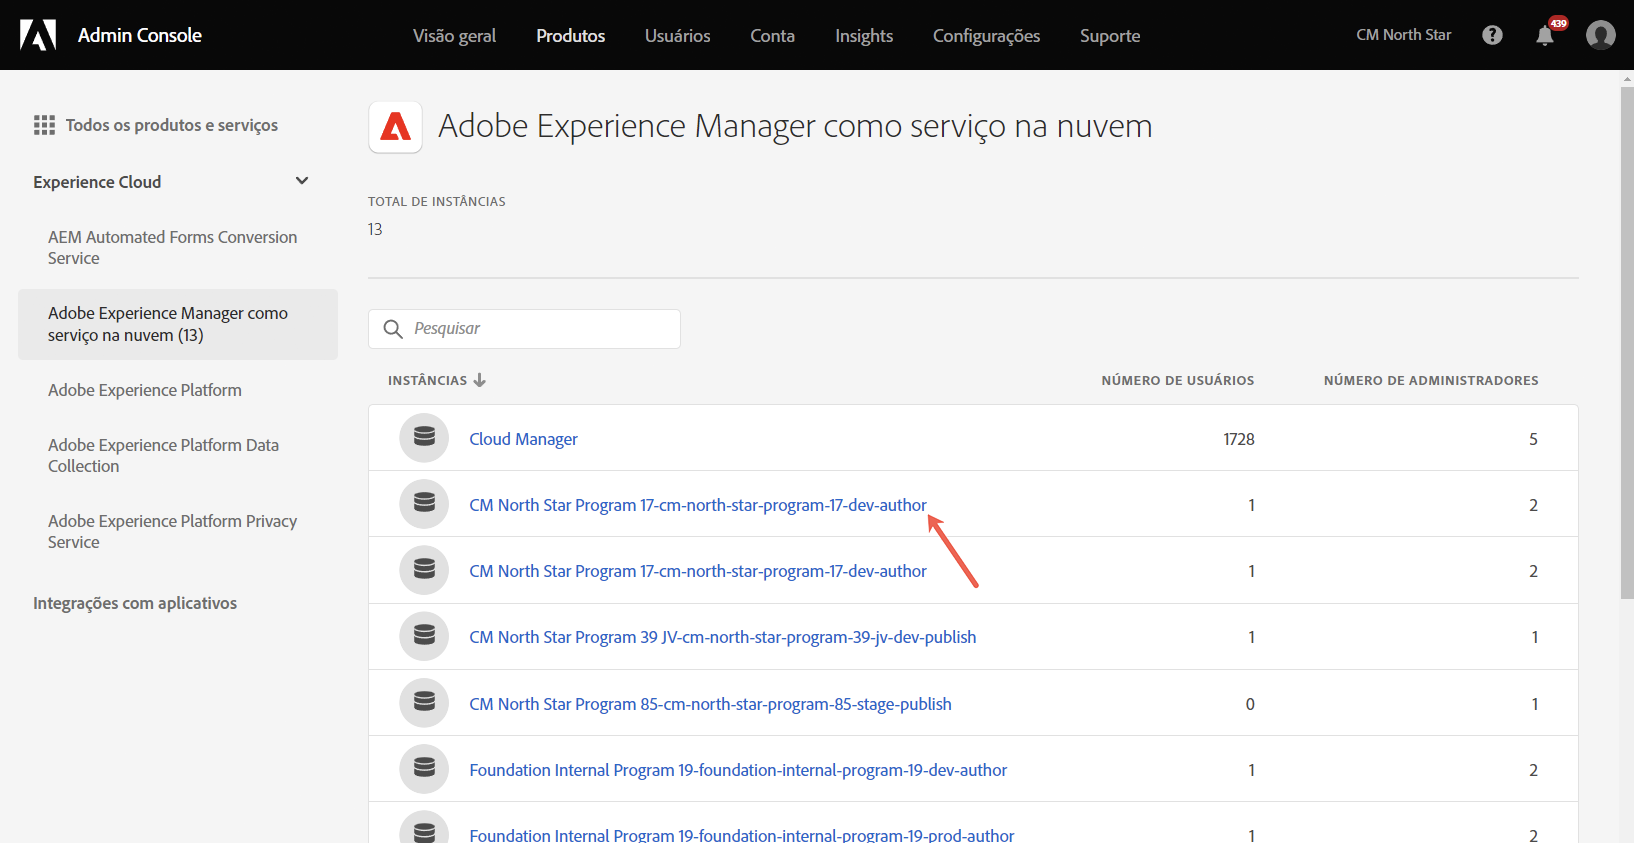 Admin Console
Visão geral
Produtos
Usuários
Conta
Insights
Configurações
Suporte
CM North Star
?
439
Todos os produtos e serviços
Experience Cloud
AEM Automated Forms Conversion
Service
Adobe Experience Manager como
serviço na nuvem (13)
Adobe Experience Platform
Adobe Experience Platform Data
Collection
Adobe Experience Platform Privacy
Service
Integrações com aplicativos
Adobe Experience Manager como serviço na nuvem
TOTAL DE INSTÂNCIAS
13
Pesquisar
INSTÂNCIAS NÚMERO DE USUÁRIOS NÚMERO DE ADMINISTRADORES
Cloud Manager 1728 5
CM North Star Program 17-cm-north-star-program-17-dev-author 1 2
CM North Star Program 17-cm-north-star-program-17-dev-author 1 2
CM North Star Program 39 JV-cm-north-star-program-39-jv-dev-publish 1 1
CM North Star Program 85-cm-north-star-program-85-stage-publish 0 1
Foundation Internal Program 19-foundation-internal-program-19-dev-author 1 2
Foundation Internal Program 19-foundation-internal-program-19-prod-author 1 2